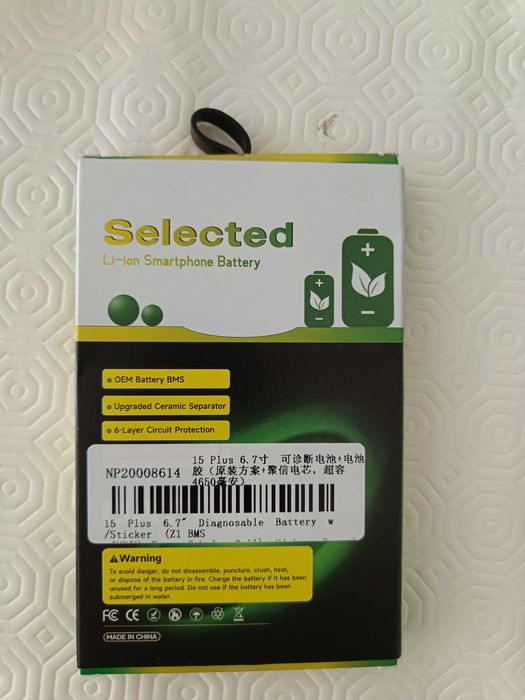 Selected
Li-ion Smartphone Battery
OEM Battery BMS
Upgraded Ceramic Separator
6-Layer Circuit Protection
NP20008614
15 Plus 6.7寸 可诊断电池+电池
胶（原装方案+聚信电芯，超容
4650毫安）
15 Plus 6.7" Diagnosable Battery w
/Sticker (Z1 BMS
Warning
To avoid danger, do not disassemble, puncture, crush, heat,
or dispose of the battery in fire. Charge the battery if it has been
unused for a long period. Do not use if the battery has been
submerged in water.
FC CE
MADE IN CHINA